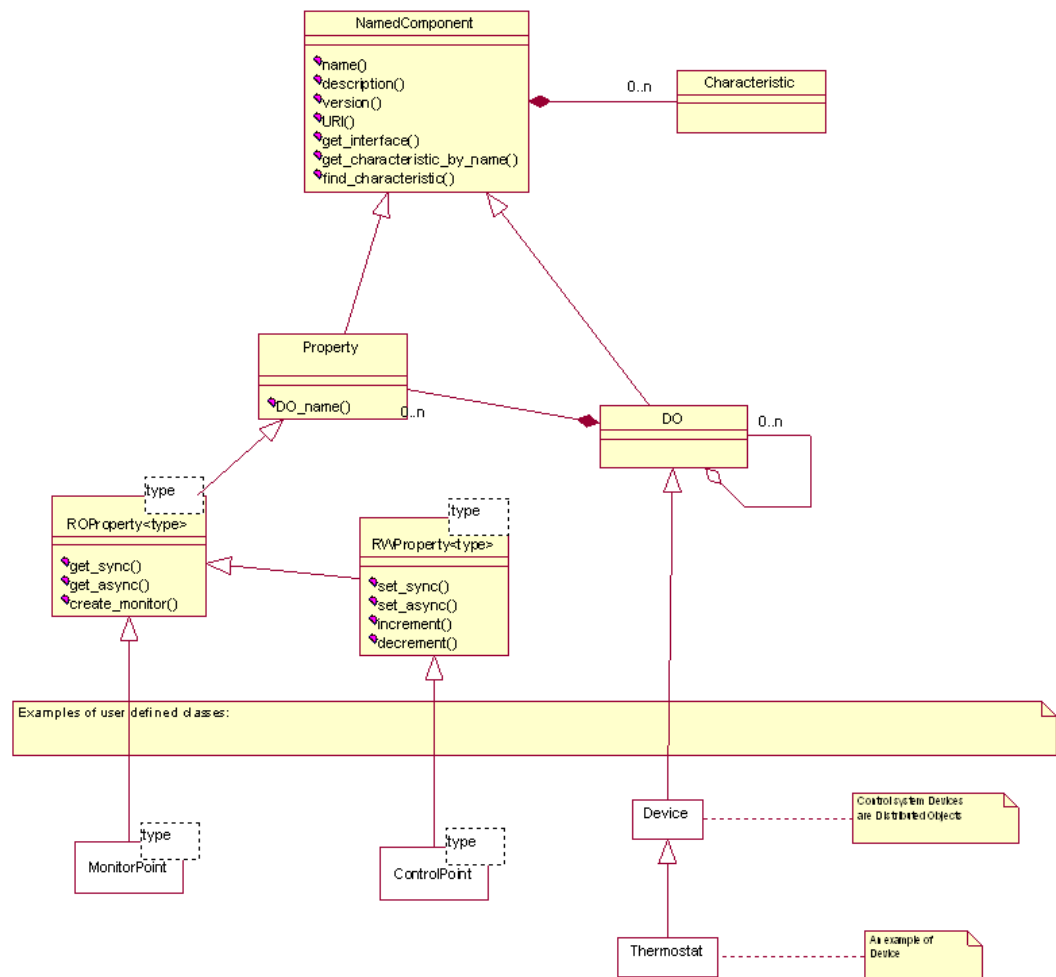 NamedComponent
name()
description()
version()
URI()
get_interface()
get_characteristic_by_name()
find_characteristic()
0..n
Characteristic
Property
DO_name()
0..n
DO
0..n
type
ROProperty<type>
get_sync()
get_async()
create_monitor()
type
RWProperty<type>
set_sync()
set_async()
increment()
decrement()
Examples of user defined classes:
type
MonitorPoint
type
ControlPoint
Device
Control system Devices
are Distributed Objects
Thermostat
An example of
Device